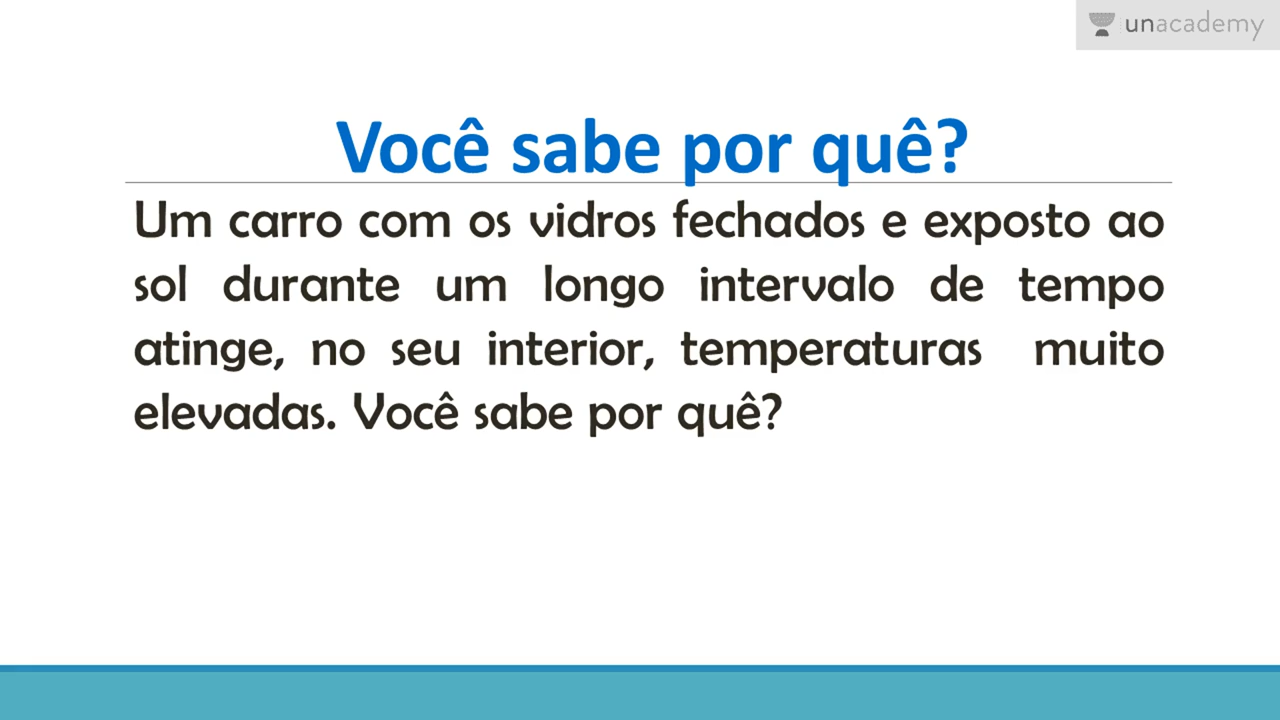 unacademy
Você sabe por quê?
Um carro com os vidros fechados e exposto ao
sol durante um longo intervalo de tempo
atinge, no seu interior, temperaturas muito
elevadas. Você sabe por quê?